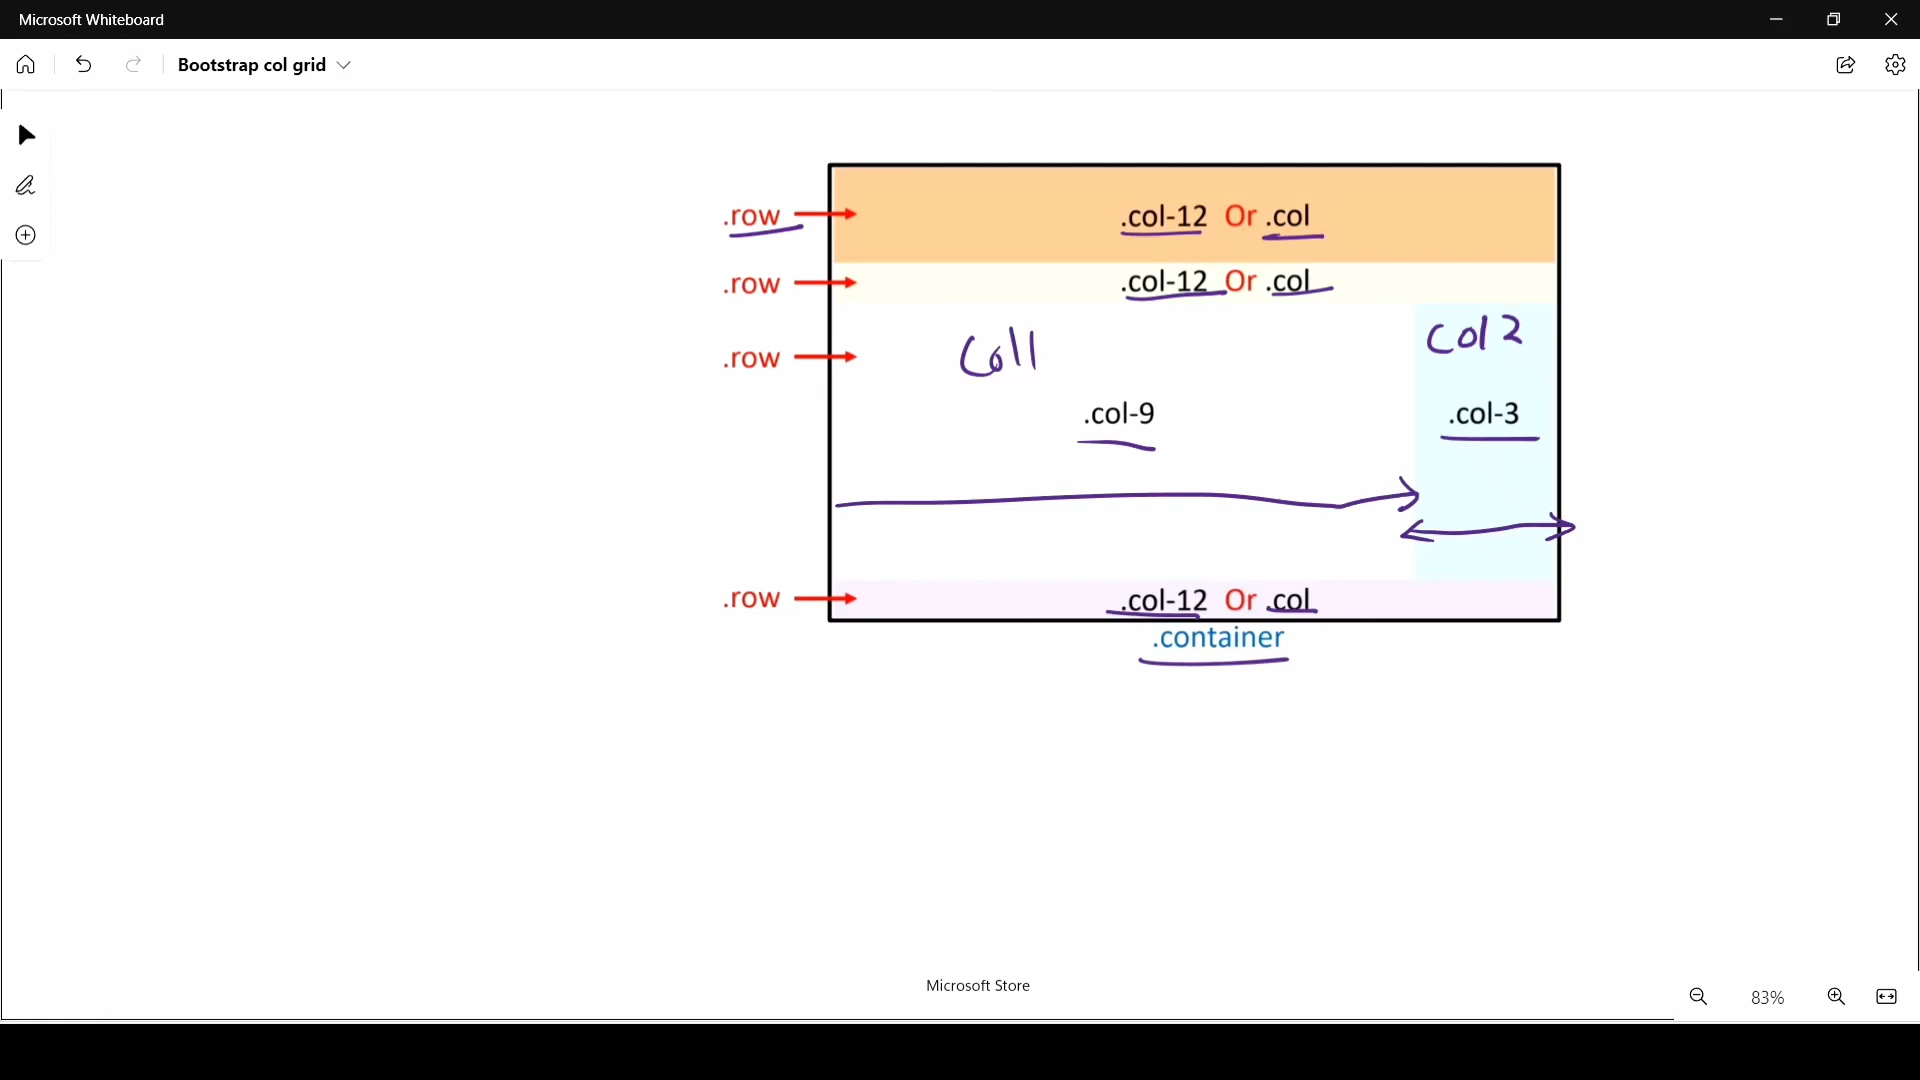 Microsoft Whiteboard
Bootstrap col grid
.row .col-12 Or .col
.row .col-12 Or .col
.row Col1 Col 2
.col-9 .col-3
.row .col-12 Or .col
.container
Microsoft Store
83%